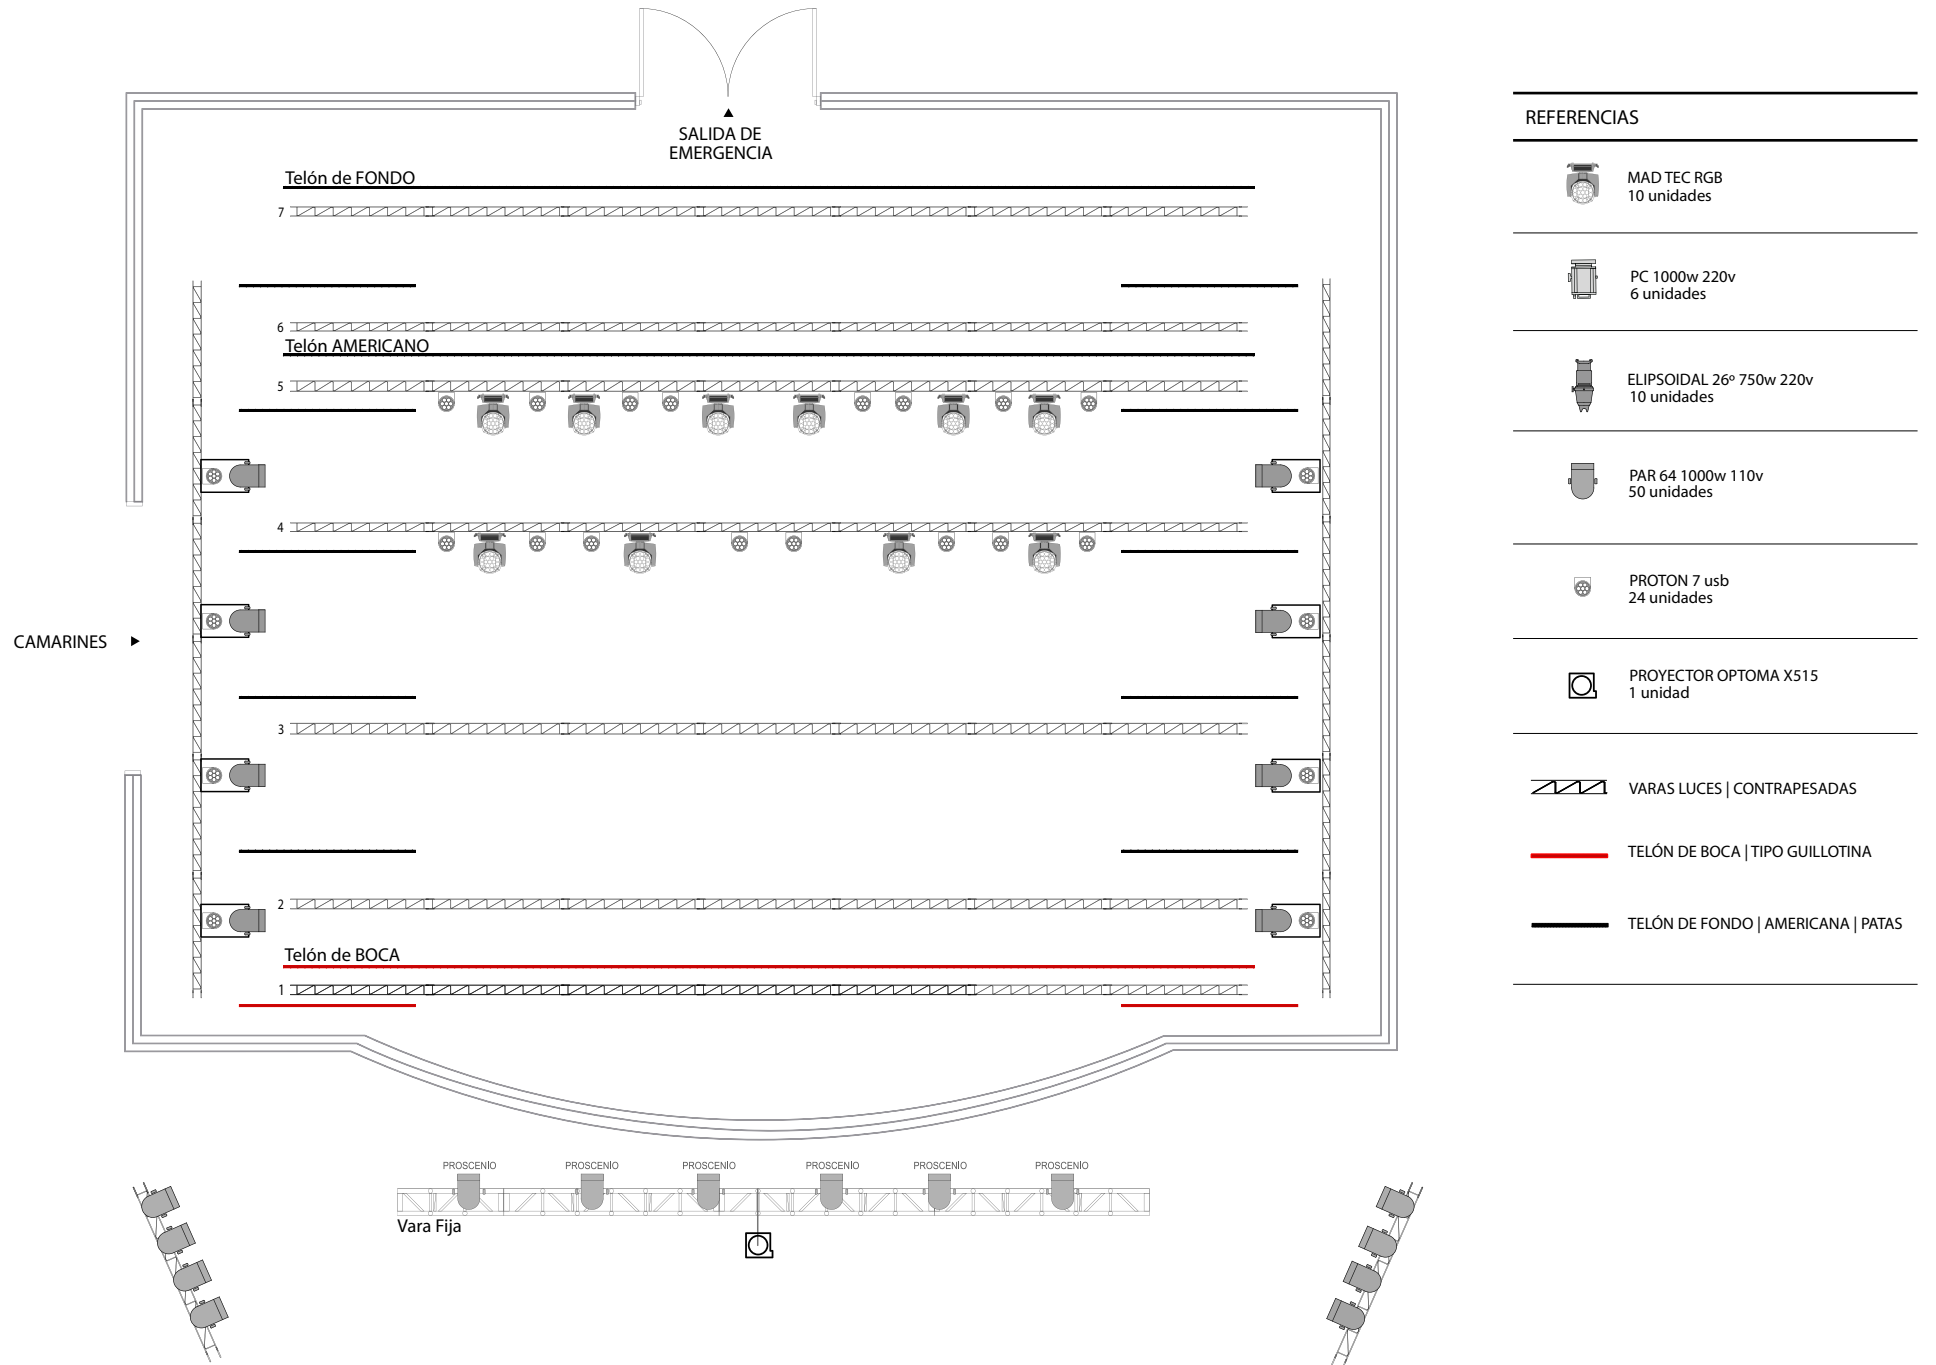 SALIDA DE
EMERGENCIA
Telón de FONDO
7
6
Telón AMERICANO
5
4
CAMARINES
3
2
Telón de BOCA
1
PROSCENIO PROSCENIO PROSCENIO PROSCENIO PROSCENIO PROSCENIO
Vara Fija
REFERENCIAS
MAD TEC RGB
10 unidades
PC 1000w 220v
6 unidades
ELIPSOIDAL 26º 750w 220v
10 unidades
PAR 64 1000w 110v
50 unidades
PROTON 7 usb
24 unidades
PROYECTOR OPTOMA X515
1 unidad
VARAS LUCES | CONTRAPESADAS
TELÓN DE BOCA | TIPO GUILLOTINA
TELÓN DE FONDO | AMERICANA | PATAS